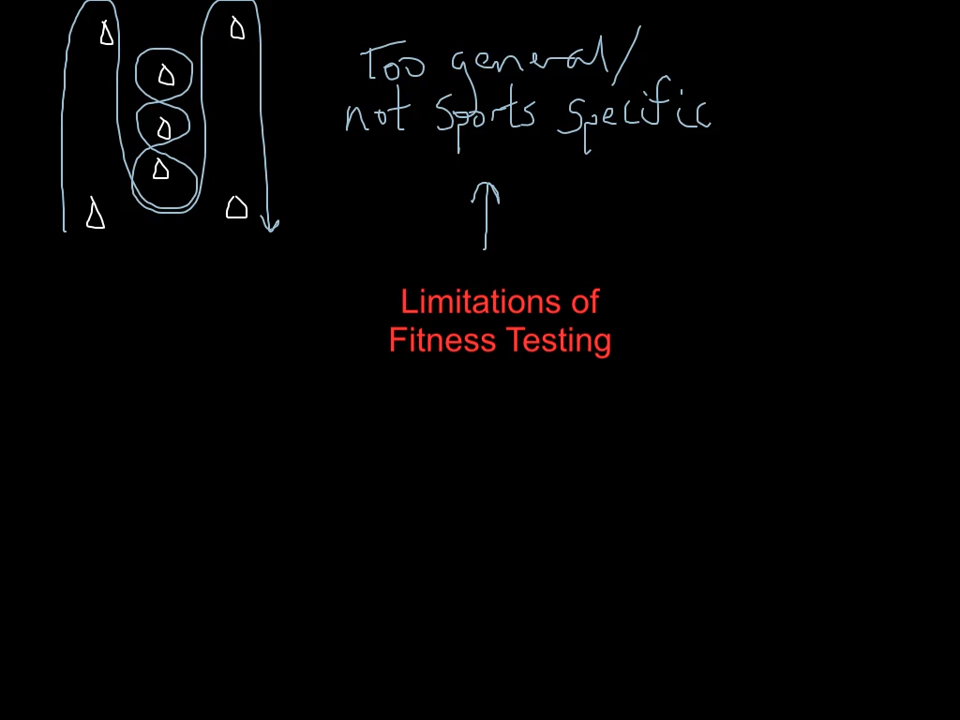 Too general/
not sports specific
Limitations of
Fitness Testing